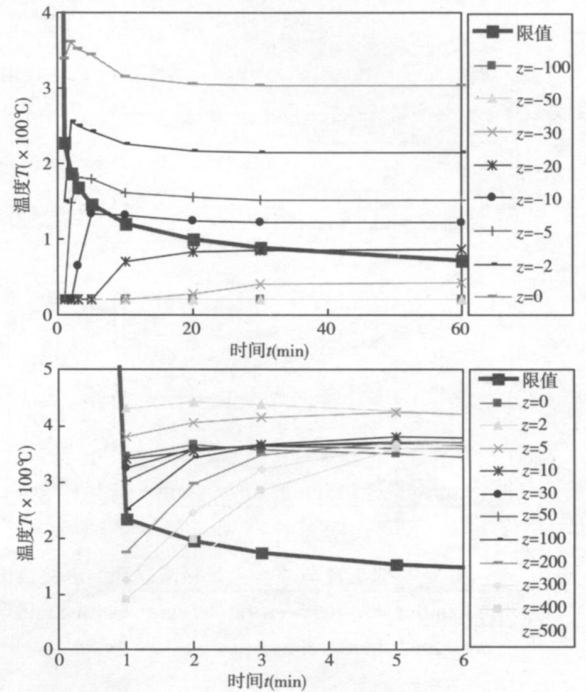 4
3
2
1
0
温度T(×100℃)
0
20
40
60
时间t(min)
限值
z=-100
z=-50
z=-30
z=-20
z=-10
z=-5
z=-2
z=0
5
4
3
2
1
0
温度T(×100℃)
0
1
2
3
4
5
6
时间t(min)
限值
z=0
z=2
z=5
z=10
z=30
z=50
z=100
z=200
z=300
z=400
z=500